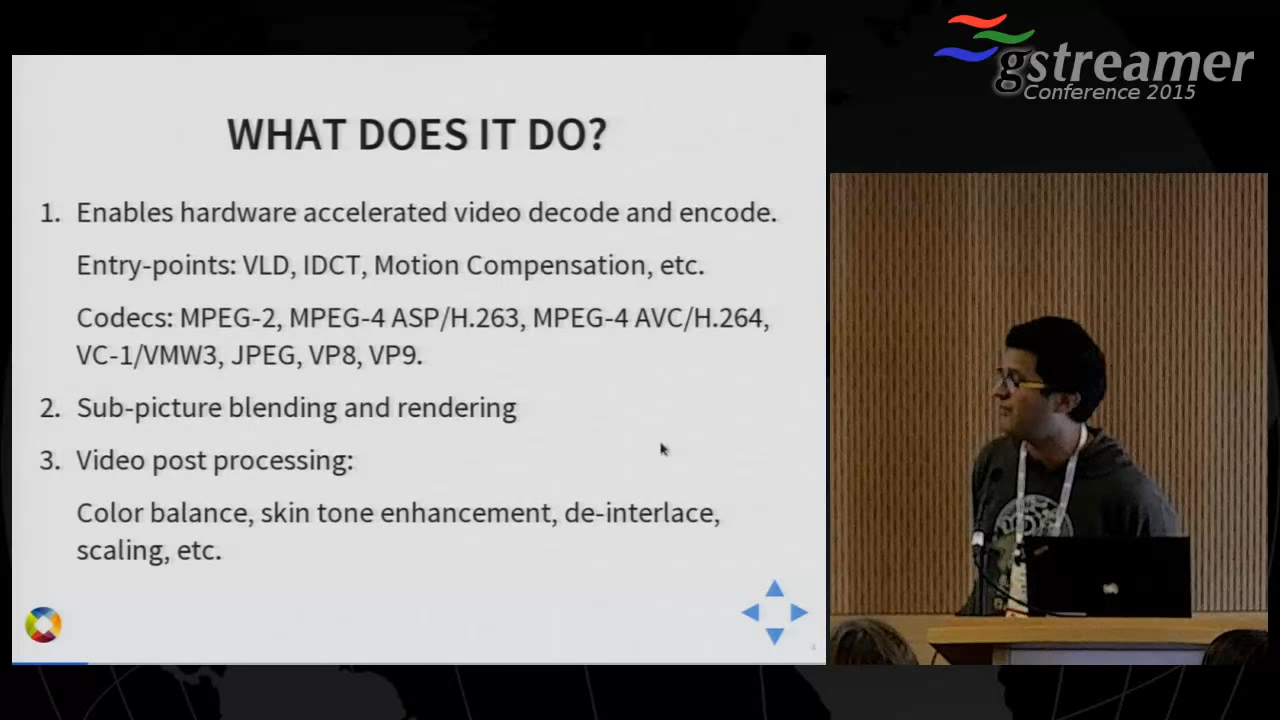 gstreamer
Conference 2015
WHAT DOES IT DO?
1. Enables hardware accelerated video decode and encode.
Entry-points: VLD, IDCT, Motion Compensation, etc.
Codecs: MPEG-2, MPEG-4 ASP/H.263, MPEG-4 AVC/H.264,
VC-1/VMW3, JPEG, VP8, VP9.
2. Sub-picture blending and rendering
3. Video post processing:
Color balance, skin tone enhancement, de-interlace,
scaling, etc.
4